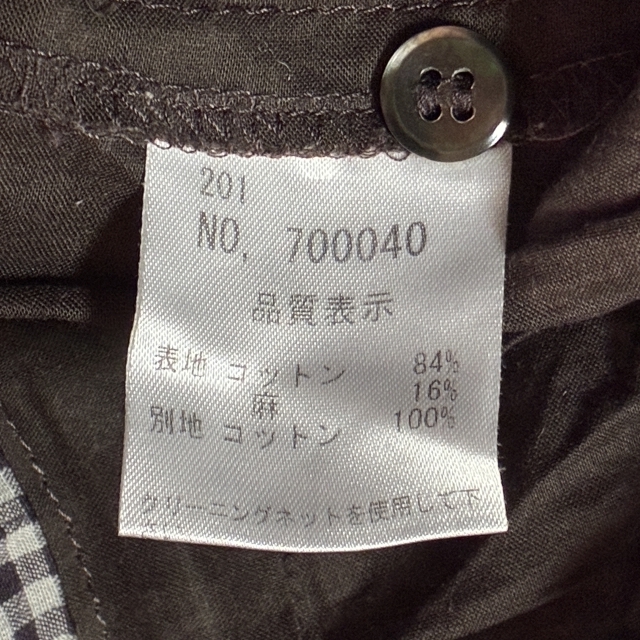 201
NO. 700040
品質表示
表地 コットン 84%
麻 16%
別地 コットン 100%
クリーニングネットを使用して下